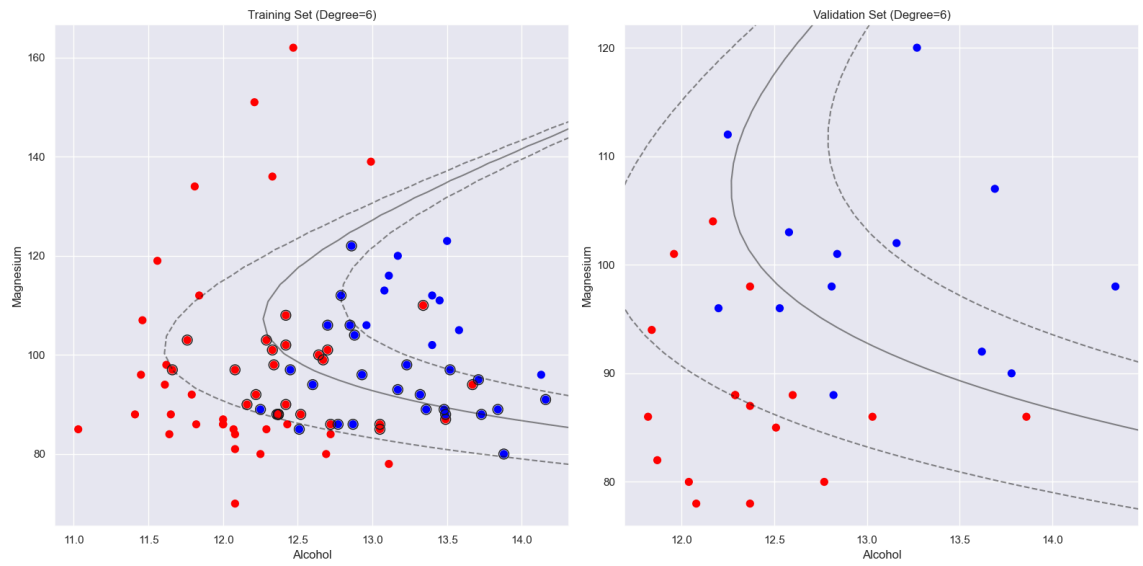 Training Set (Degree=6)
160
140
120
100
80
Magnesium
11.0 11.5 12.0 12.5 13.0 13.5 14.0
Alcohol
Validation Set (Degree=6)
120
110
100
90
80
Magnesium
12.0 12.5 13.0 13.5 14.0
Alcohol